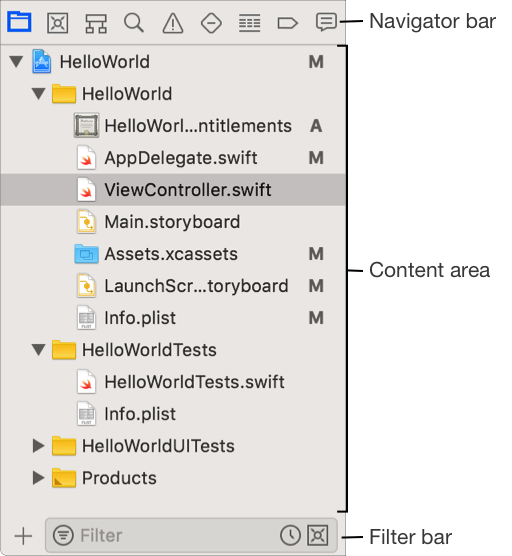 Navigator bar
HelloWorld M
HelloWorld
HelloWorl...ntitlements A
AppDelegate.swift M
ViewController.swift
Main.storyboard
Assets.xcassets M
LaunchScr...toryboard M
Content area
Info.plist M
HelloWorldTests
HelloWorldTests.swift
Info.plist
HelloWorldUITests
Products
Filter
Filter bar